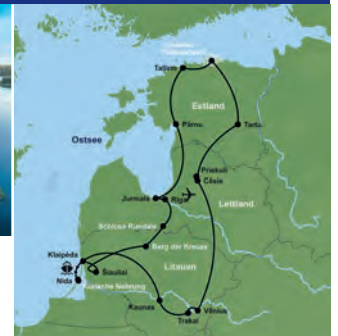 Tallinn
Estland
Ostsee
Pärnu
Tartu
Priekuli
Cēsis
Jurmala
Riga
Lettland
Schloss Rundale
Berg der Kreuze
Klaipėda
Šiauliai
Litauen
Nida
Kurische Nehrung
Kaunas
Vilnius
Trakai